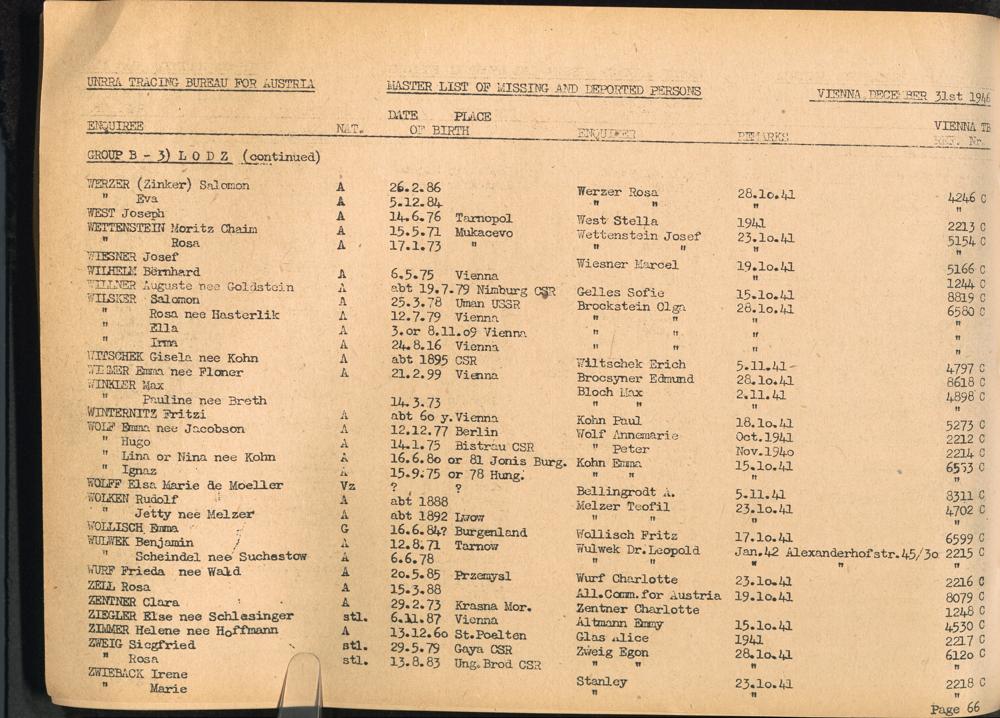 UNRRA TRACING BUREAU FOR AUSTRIA MASTER LIST OF MISSING AND DEPORTED PERSONS VIENNA, DECEMBER 31st 1946
ENQUIREE NAT. DATE PLACE OF BIRTH ENQUIRER REMARKS VIENNA TB REF. Nr.
GROUP B - 3) L O D Z (continued)
WERZER (Zinker) Salomon A 26.2.86 Werzer Rosa 28.10.41 4246 C
" Eva A 5.12.84 " " " "
WEST Joseph A 14.6.76 Tarnopol West Stella 1941 2213 C
WETTENSTEIN Moritz Chaim A 15.5.71 Mukacevo Wettenstein Josef 23.10.41 5154 C
" Rosa A 17.1.73 " " " " "
WIESNER Josef Wiesner Marcel 19.10.41 5166 C
WILHELM Bernhard A 6.5.75 Vienna " 1244 C
WILLNER Auguste nee Goldstein A abt 19.7.79 Nimburg CSR Gelles Sofie 15.10.41 8819 C
WILSKER Salomon A 25.3.78 Uman USSR Brockstein Olga 28.10.41 6580 C
" Rosa nee Hasterlik A 12.7.79 Vienna " " " "
" Ella A 3.or 8.11.09 Vienna " " " "
" Irma A 24.8.16 Vienna " " " "
WITSCHEK Gisela nee Kohn A abt 1895 CSR Wiltschek Erich 5.11.41 4797 C
Emma nee Floner A 21.2.99 Vienna Brocsyner Edmund 28.10.41 8618 C
WINKLER Max Bloch Max 2.11.41 4898 C
" Pauline nee Breth 14.3.73 " " " "
WINTERNITZ Fritzi A abt 60 y. Vienna Kohn Paul 18.10.41 5273 C
WOLF Emma nee Jacobson A 12.12.77 Berlin Wolf Annemarie Oct.1941 2212 C
" Hugo A 14.1.75 Bistrau CSR " Peter Nov.1940 2214 C
" Lina or Nina nee Kohn A 16.6.80 or 81 Jonis Burg. Kohn Emma 15.10.41 6553 C
" Ignaz A 15.9.75 or 78 Hung. " " " "
WOLFF Elsa Marie de Moeller Vz ? ? Bellingrodt A. 5.11.41 8311 C
WOLKEN Rudolf A abt 1888 Melzer Teofil 23.10.41 4702 C
" Jetty nee Melzer A abt 1892 Lwow " " " "
WOLLISCH Emma G 16.6.84? Burgenland Wollisch Fritz 17.10.41 6599 C
WULWEK Benjamin A 12.8.71 Tarnow Wulwek Dr.Leopold Jan.42 Alexanderhofstr.45/30 2215 C
" Scheindel nee Suchestow A 6.6.78 " " " " "
WURF Frieda nee Wald A 20.5.85 Przemysl Wurf Charlotte 23.10.41 2216 C
ZELL Rosa A 15.3.88 All.Comm.for Austria 19.10.41 8079 C
ZENTNER Clara A 29.2.73 Krasna Mor. Zentner Charlotte 1248 C
ZIEGLER Else nee Schlesinger stl. 6.11.87 Vienna Altmann Emmy 15.10.41 4530 C
ZIMMER Helene nee Hoffmann A 13.12.60 St.Poelten Glas Alice 1941 2217 C
ZWEIG Siegfried stl. 29.5.79 Gaya CSR Zweig Egon 28.10.41 6120 C
" Rosa stl. 13.8.83 Ung.Brod CSR " " " "
ZWIEBACK Irene Stanley 23.10.41 2218 C
" Marie " " "
Page 66